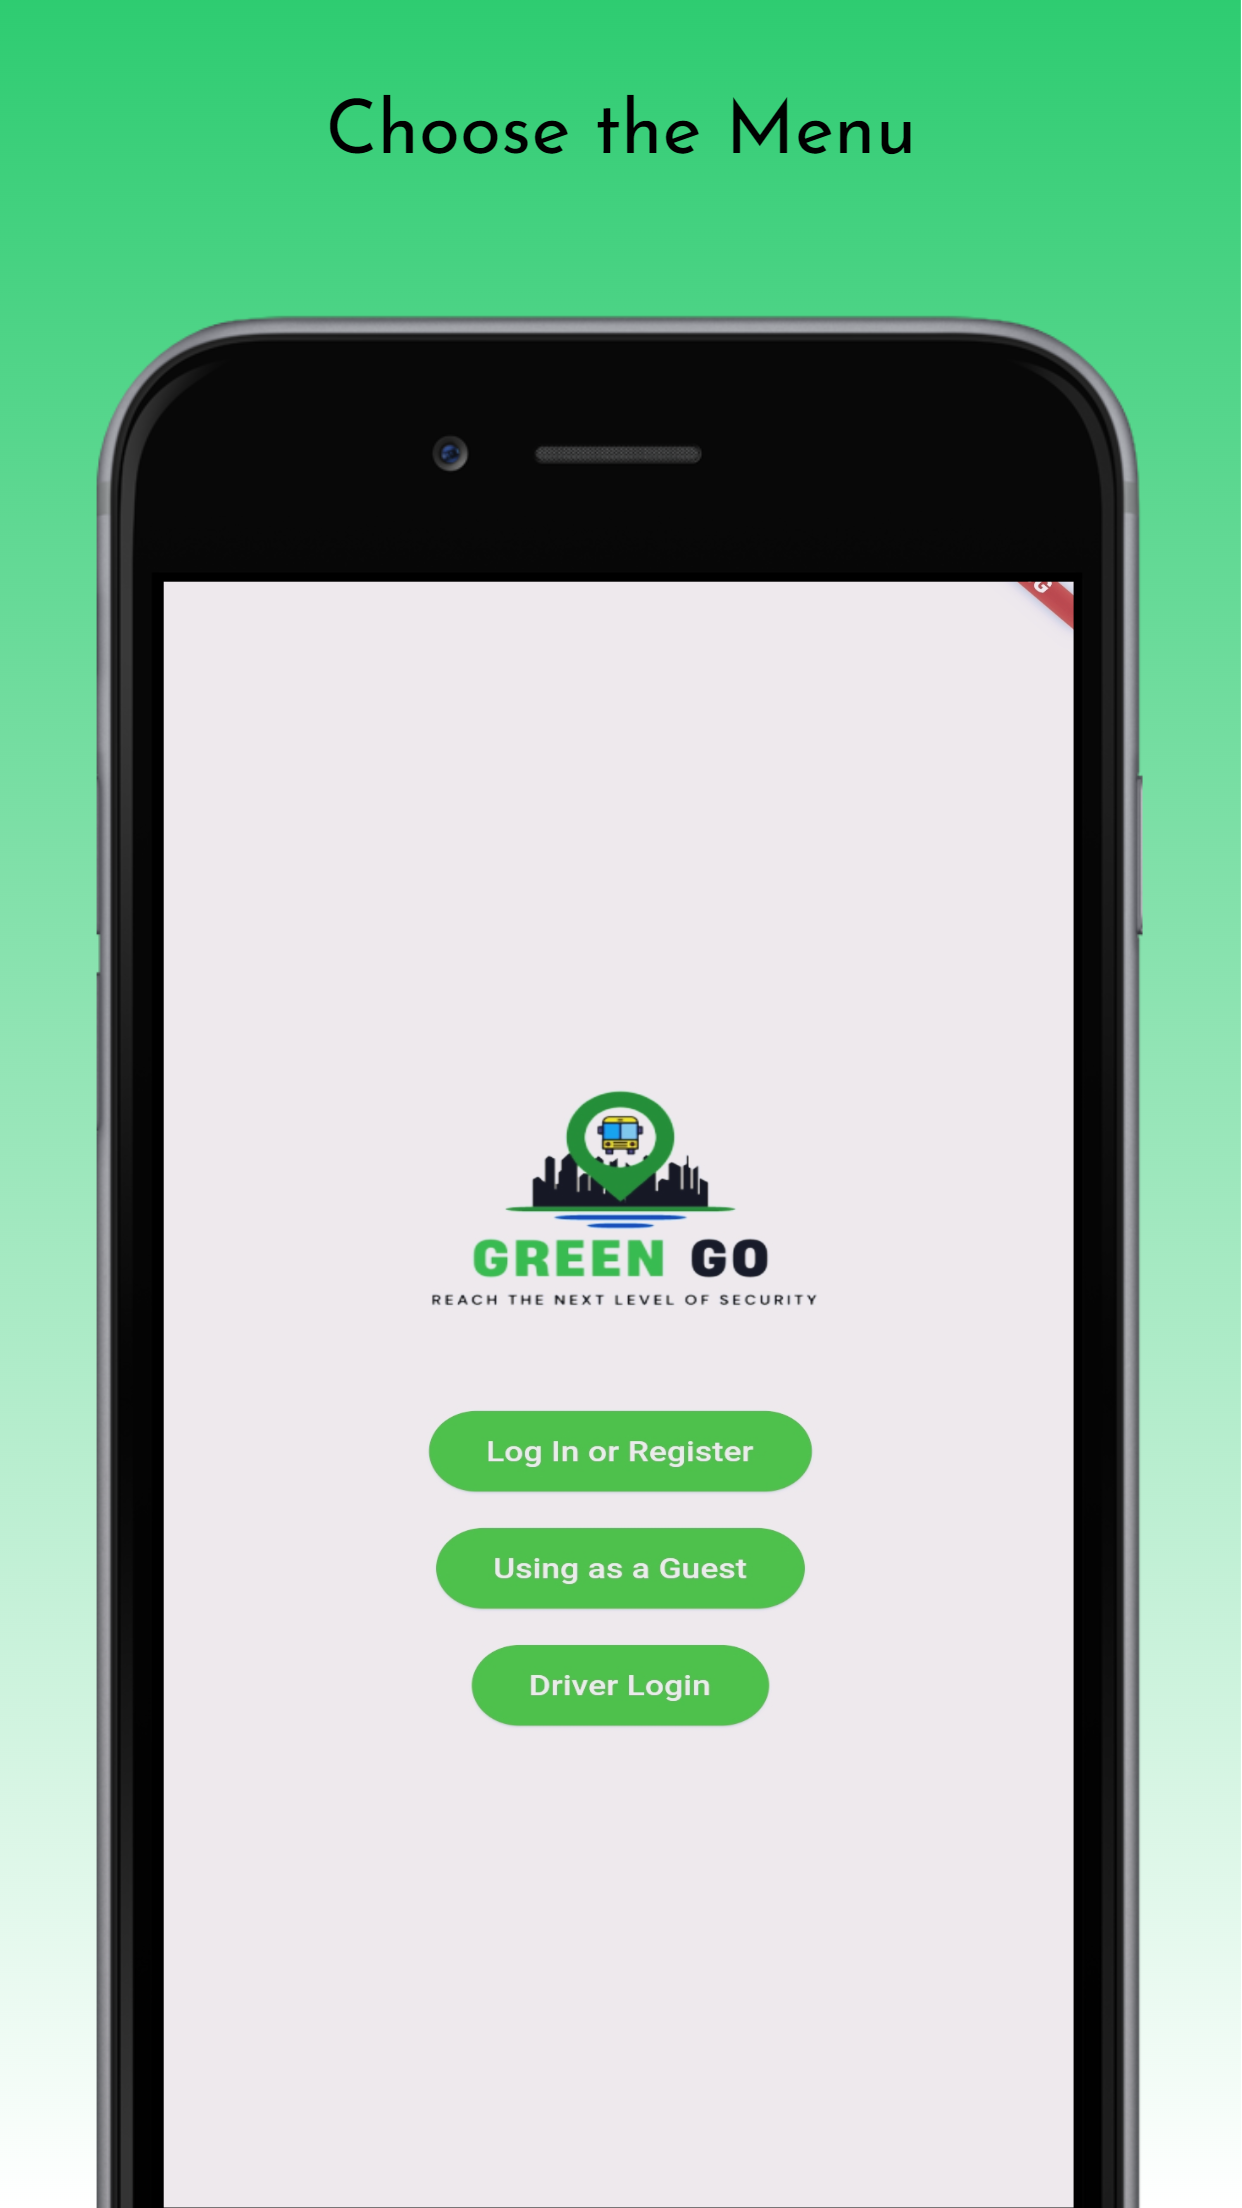 Choose the Menu
G
GREEN GO
REACH THE NEXT LEVEL OF SECURITY
Log In or Register
Using as a Guest
Driver Login